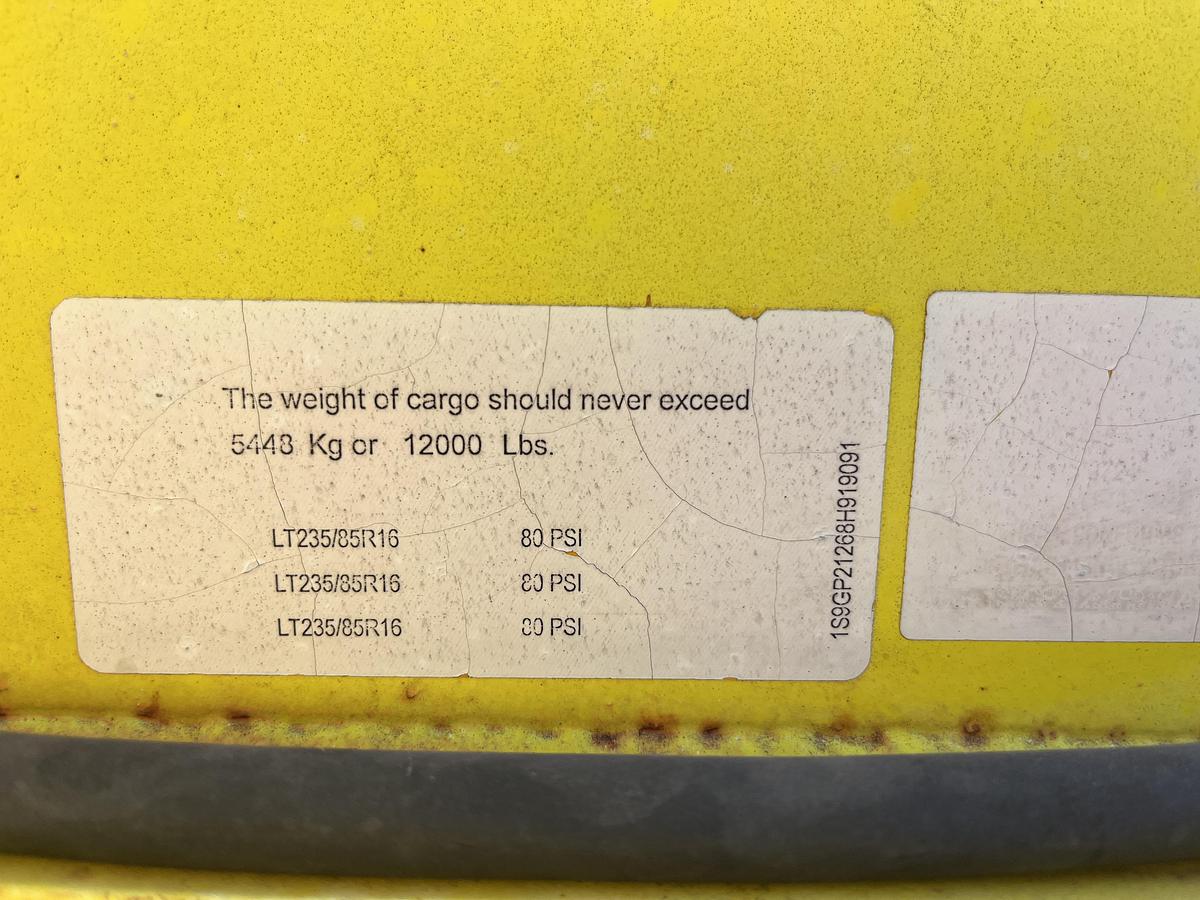 The weight of cargo should never exceed
5448 Kg or 12000 Lbs.
LT235/85R16 80 PSI
LT235/85R16 80 PSI
LT235/85R16 80 PSI
1S9GP21268H919091